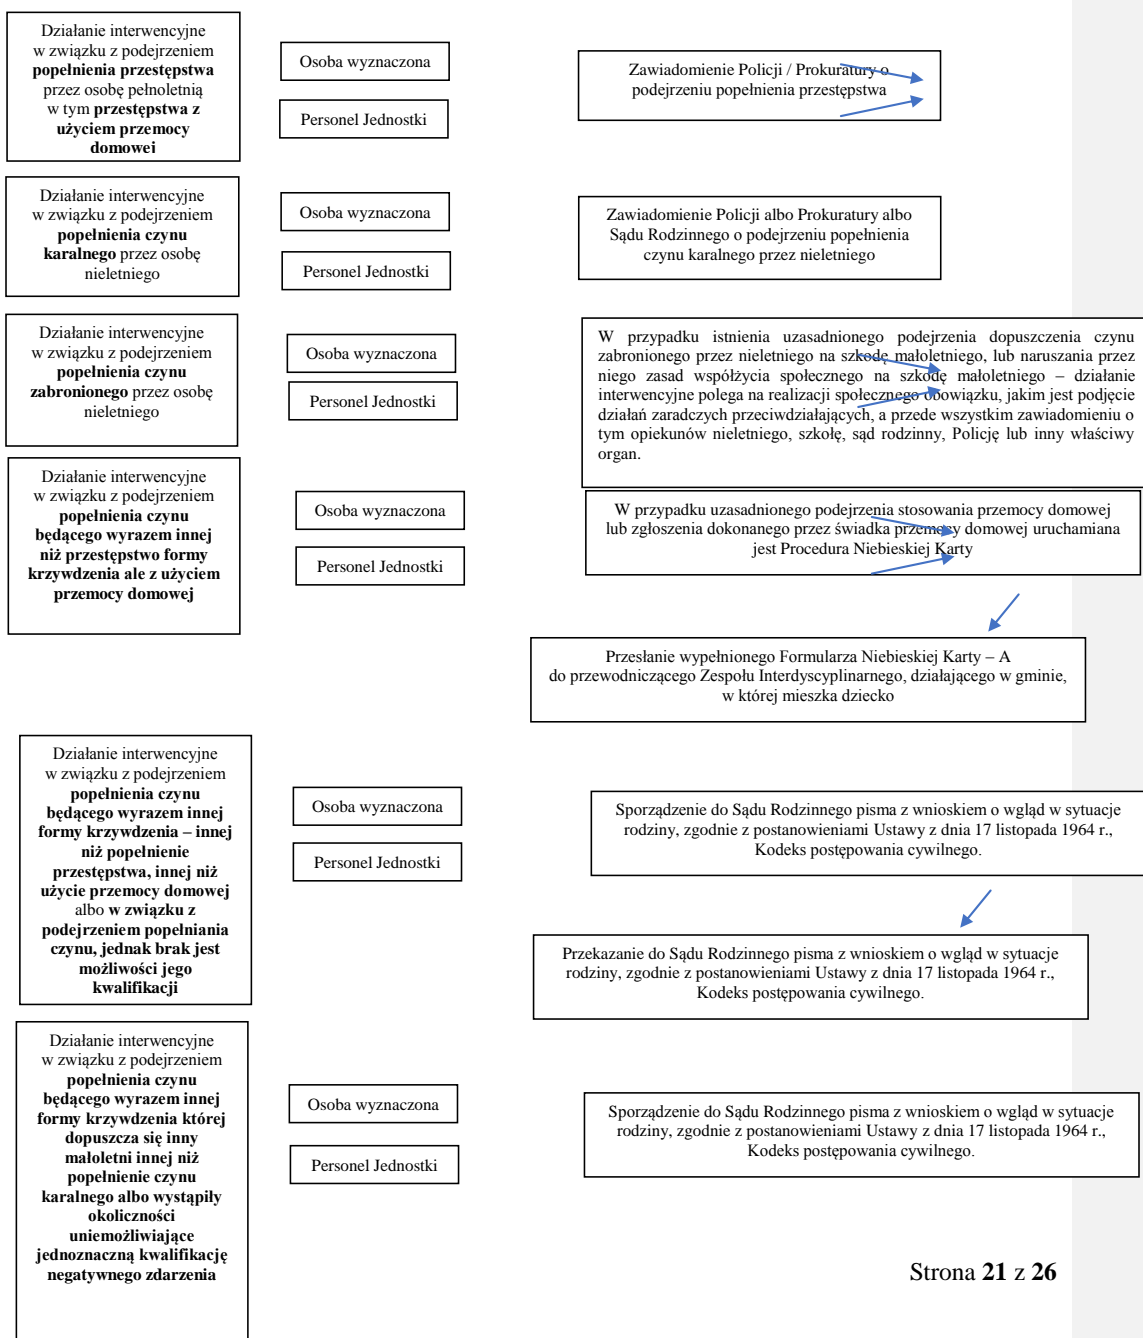 Działanie interwencyjne
w związku z podejrzeniem
popełnienia przestępstwa
przez osobę pełnoletnią
w tym przestępstwa z
użyciem przemocy
domowej
Osoba wyznaczona
Personel Jednostki
Zawiadomienie Policji / Prokuratury o
podejrzeniu popełnienia przestępstwa
Działanie interwencyjne
w związku z podejrzeniem
popełnienia czynu
karalnego przez osobę
nieletniego
Osoba wyznaczona
Personel Jednostki
Zawiadomienie Policji albo Prokuratury albo
Sądu Rodzinnego o podejrzeniu popełnienia
czynu karalnego przez nieletniego
Działanie interwencyjne
w związku z podejrzeniem
popełnienia czynu
zabronionego przez osobę
nieletniego
Osoba wyznaczona
Personel Jednostki
W przypadku istnienia uzasadnionego podejrzenia dopuszczenia czynu
zabronionego przez nieletniego na szkodę małoletniego, lub naruszania przez
niego zasad współżycia społecznego na szkodę małoletniego – działanie
interwencyjne polega na realizacji społecznego obowiązku, jakim jest podjęcie
działań zaradczych przeciwdziałających, a przede wszystkim zawiadomieniu o
tym opiekunów nieletniego, szkołę, sąd rodzinny, Policję lub inny właściwy
organ.
Działanie interwencyjne
w związku z podejrzeniem
popełnienia czynu
będącego wyrazem innej
niż przestępstwo formy
krzywdzenia ale z użyciem
przemocy domowej
Osoba wyznaczona
Personel Jednostki
W przypadku uzasadnionego podejrzenia stosowania przemocy domowej
lub zgłoszenia dokonanego przez świadka przemocy domowej uruchamiana
jest Procedura Niebieskiej Karty
Przesłanie wypełnionego Formularza Niebieskiej Karty – A
do przewodniczącego Zespołu Interdyscyplinarnego, działającego w gminie,
w której mieszka dziecko
Działanie interwencyjne
w związku z podejrzeniem
popełnienia czynu
będącego wyrazem innej
formy krzywdzenia – innej
niż popełnienie
przestępstwa, innej niż
użycie przemocy domowej
albo w związku z
podejrzeniem popełniania
czynu, jednak brak jest
możliwości jego
kwalifikacji
Osoba wyznaczona
Personel Jednostki
Sporządzenie do Sądu Rodzinnego pisma z wnioskiem o wgląd w sytuacje
rodziny, zgodnie z postanowieniami Ustawy z dnia 17 listopada 1964 r.,
Kodeks postępowania cywilnego.
Przekazanie do Sądu Rodzinnego pisma z wnioskiem o wgląd w sytuacje
rodziny, zgodnie z postanowieniami Ustawy z dnia 17 listopada 1964 r.,
Kodeks postępowania cywilnego.
Działanie interwencyjne
w związku z podejrzeniem
popełnienia czynu
będącego wyrazem innej
formy krzywdzenia której
dopuszcza się inny
małoletni innej niż
popełnienie czynu
karalnego albo wystąpiły
okoliczności
uniemożliwiające
jednoznaczną kwalifikację
negatywnego zdarzenia
Osoba wyznaczona
Personel Jednostki
Sporządzenie do Sądu Rodzinnego pisma z wnioskiem o wgląd w sytuacje
rodziny, zgodnie z postanowieniami Ustawy z dnia 17 listopada 1964 r.,
Kodeks postępowania cywilnego.
Strona 21 z 26